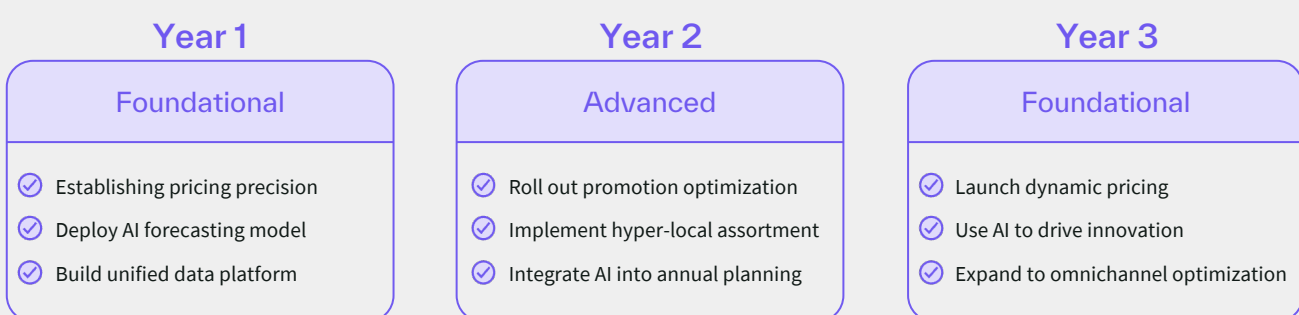 Year 1
Foundational
Establishing pricing precision
Deploy AI forecasting model
Build unified data platform
Year 2
Advanced
Roll out promotion optimization
Implement hyper-local assortment
Integrate AI into annual planning
Year 3
Foundational
Launch dynamic pricing
Use AI to drive innovation
Expand to omnichannel optimization